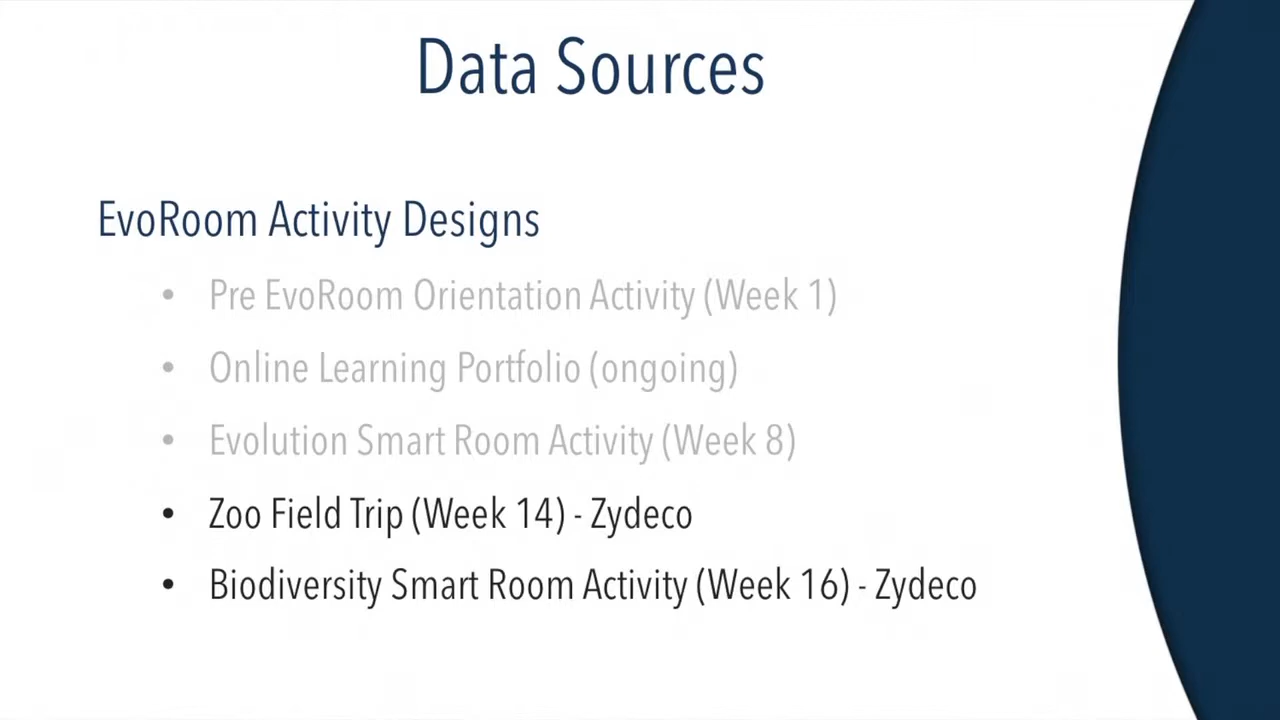 Data Sources
EvoRoom Activity Designs
• Pre EvoRoom Orientation Activity (Week 1)
• Online Learning Portfolio (ongoing)
• Evolution Smart Room Activity (Week 8)
• Zoo Field Trip (Week 14) - Zydeco
• Biodiversity Smart Room Activity (Week 16) - Zydeco